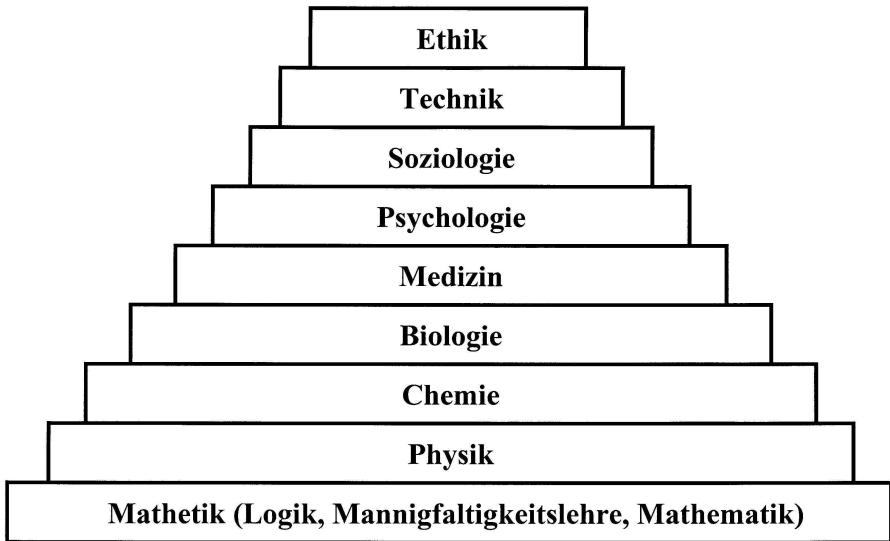 Ethik
Technik
Soziologie
Psychologie
Medizin
Biologie
Chemie
Physik
Mathetik (Logik, Mannigfaltigkeitslehre, Mathematik)